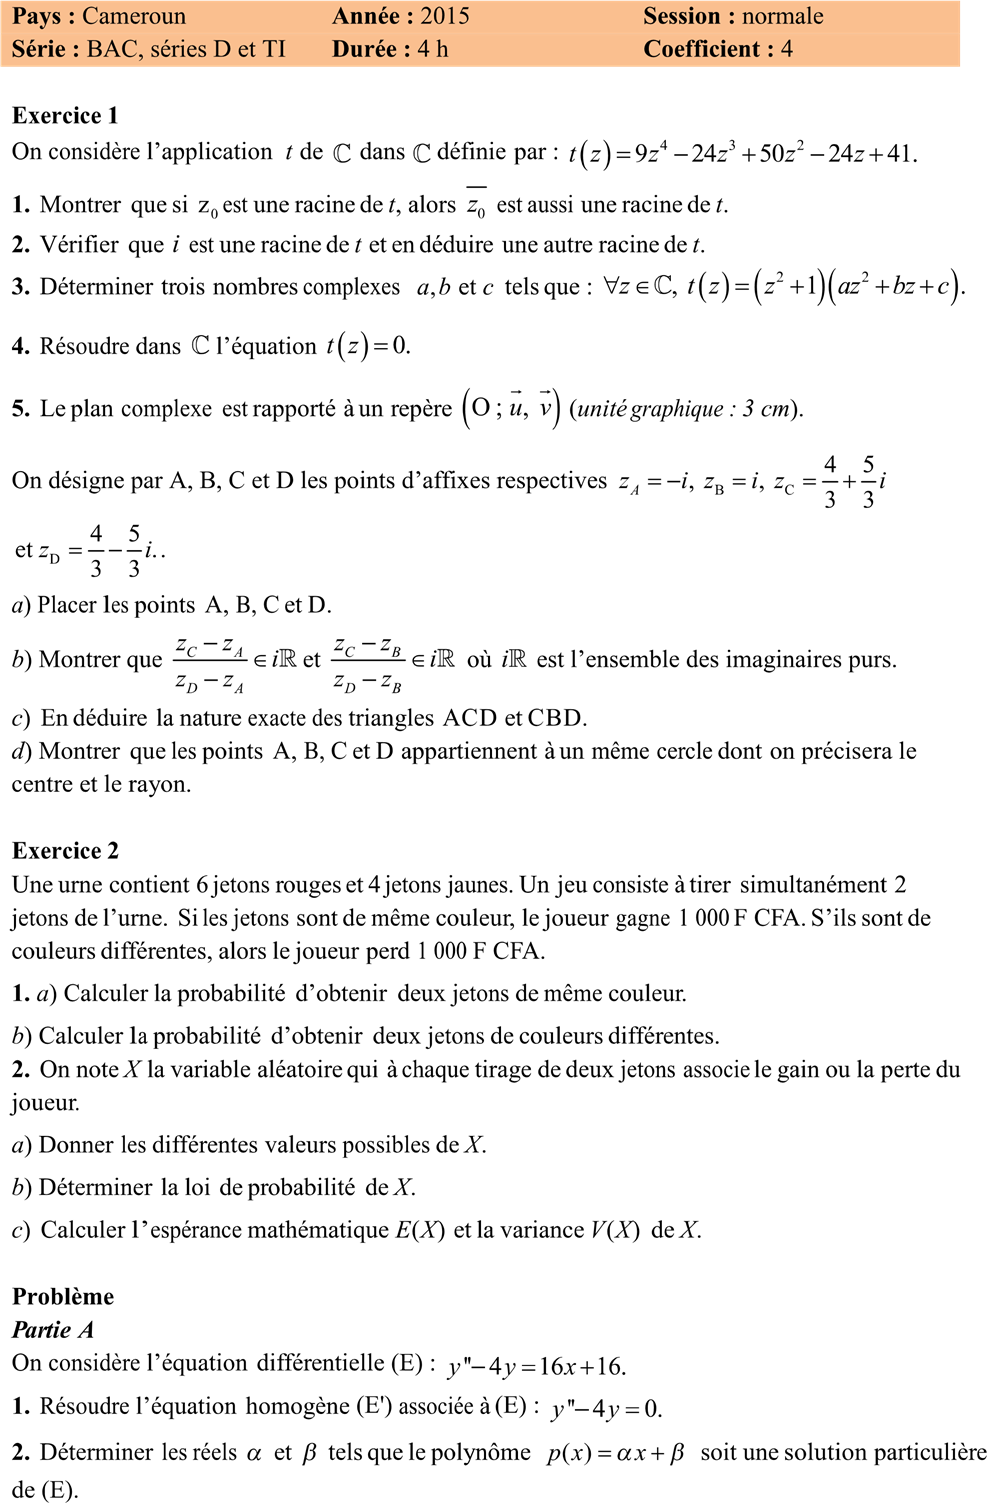 Pays : Cameroun Année : 2015 Session : normale
Série : BAC, séries D et TI Durée : 4 h Coefficient : 4
Exercice 1
On considère l'application t de ℂ dans ℂ définie par : t(z) = 9z⁴ − 24z³ + 50z² − 24z + 41.
1. Montrer que si z₀ est une racine de t, alors z̅₀ est aussi une racine de t.
2. Vérifier que i est une racine de t et en déduire une autre racine de t.
3. Déterminer trois nombres complexes a, b et c tels que : ∀z ∈ ℂ, t(z) = (z² + 1)(az² + bz + c).
4. Résoudre dans ℂ l'équation t(z) = 0.
5. Le plan complexe est rapporté à un repère (O ; u⃗, v⃗) (unité graphique : 3 cm).
On désigne par A, B, C et D les points d'affixes respectives z_A = −i, z_B = i, z_C = 4/3 + 5/3 i
et z_D = 4/3 − 5/3 i. .
a) Placer les points A, B, C et D.
b) Montrer que (z_C − z_A)/(z_D − z_A) ∈ iℝ et (z_C − z_B)/(z_D − z_B) ∈ iℝ où iℝ est l'ensemble des imaginaires purs.
c) En déduire la nature exacte des triangles ACD et CBD.
d) Montrer que les points A, B, C et D appartiennent à un même cercle dont on précisera le
centre et le rayon.
Exercice 2
Une urne contient 6 jetons rouges et 4 jetons jaunes. Un jeu consiste à tirer simultanément 2
jetons de l'urne. Si les jetons sont de même couleur, le joueur gagne 1 000 F CFA. S'ils sont de
couleurs différentes, alors le joueur perd 1 000 F CFA.
1. a) Calculer la probabilité d'obtenir deux jetons de même couleur.
b) Calculer la probabilité d'obtenir deux jetons de couleurs différentes.
2. On note X la variable aléatoire qui à chaque tirage de deux jetons associe le gain ou la perte du
joueur.
a) Donner les différentes valeurs possibles de X.
b) Déterminer la loi de probabilité de X.
c) Calculer l'espérance mathématique E(X) et la variance V(X) de X.
Problème
Partie A
On considère l'équation différentielle (E) : y"− 4y = 16x + 16.
1. Résoudre l'équation homogène (E') associée à (E) : y"− 4y = 0.
2. Déterminer les réels α et β tels que le polynôme p(x) = αx + β soit une solution particulière
de (E).